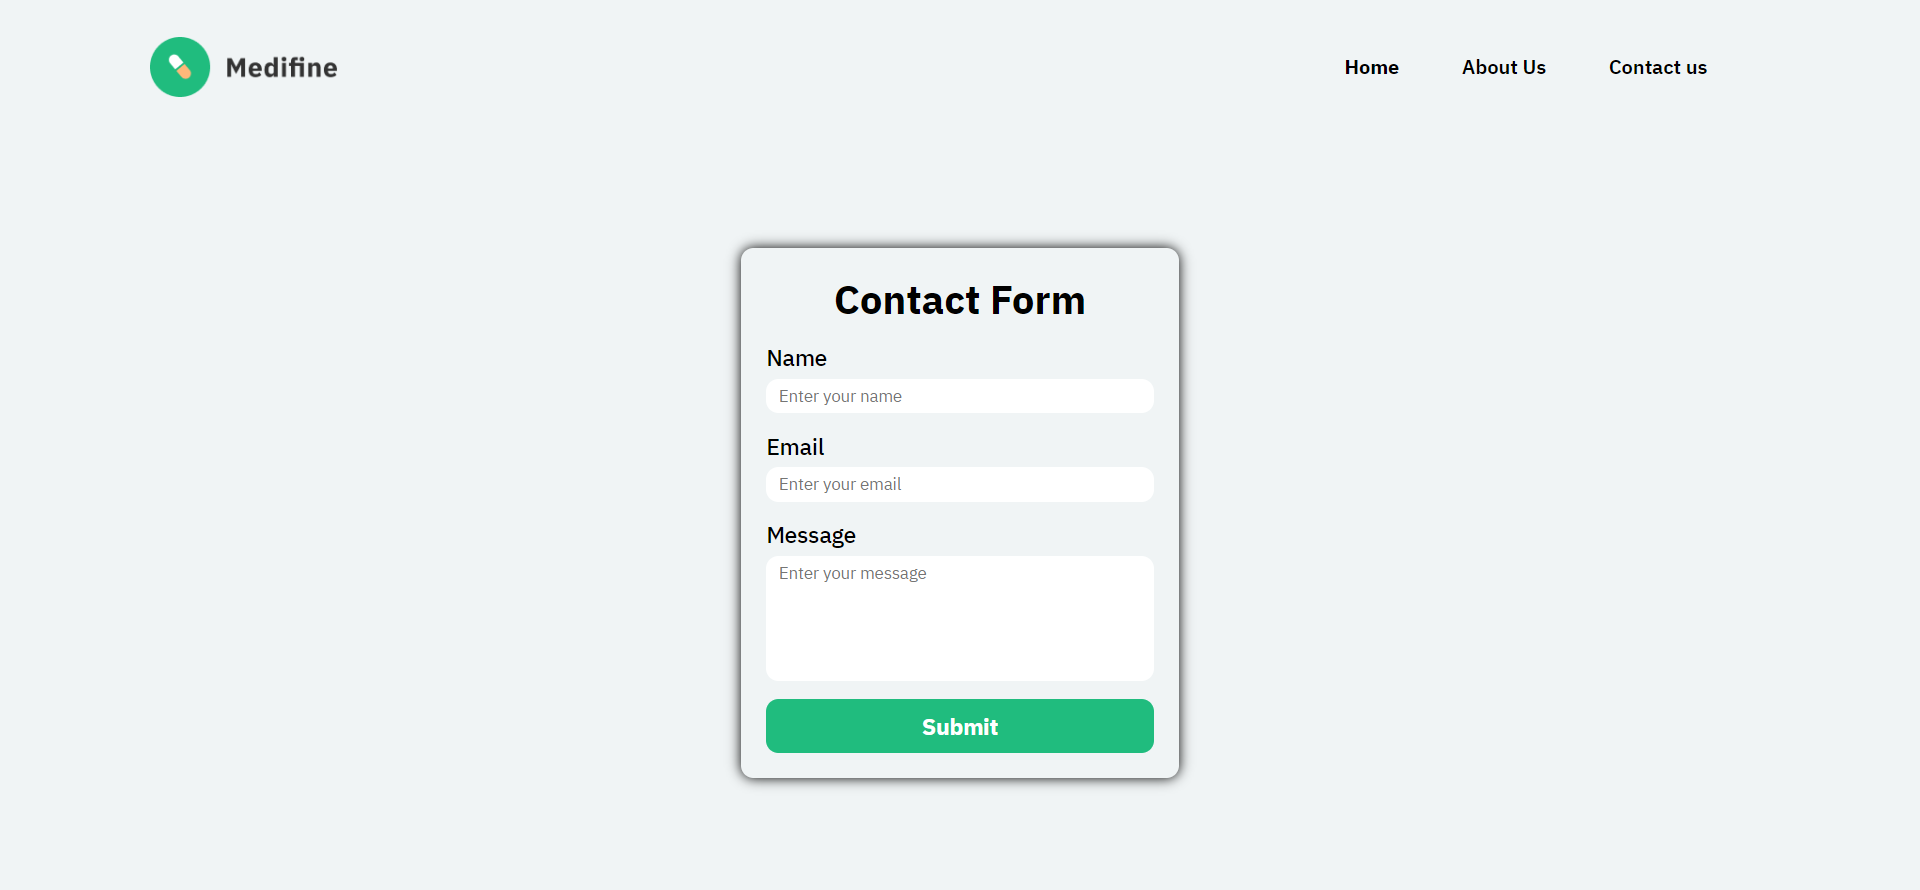 Medifine
Home About Us Contact us
Contact Form
Name
Enter your name
Email
Enter your email
Message
Enter your message
Submit